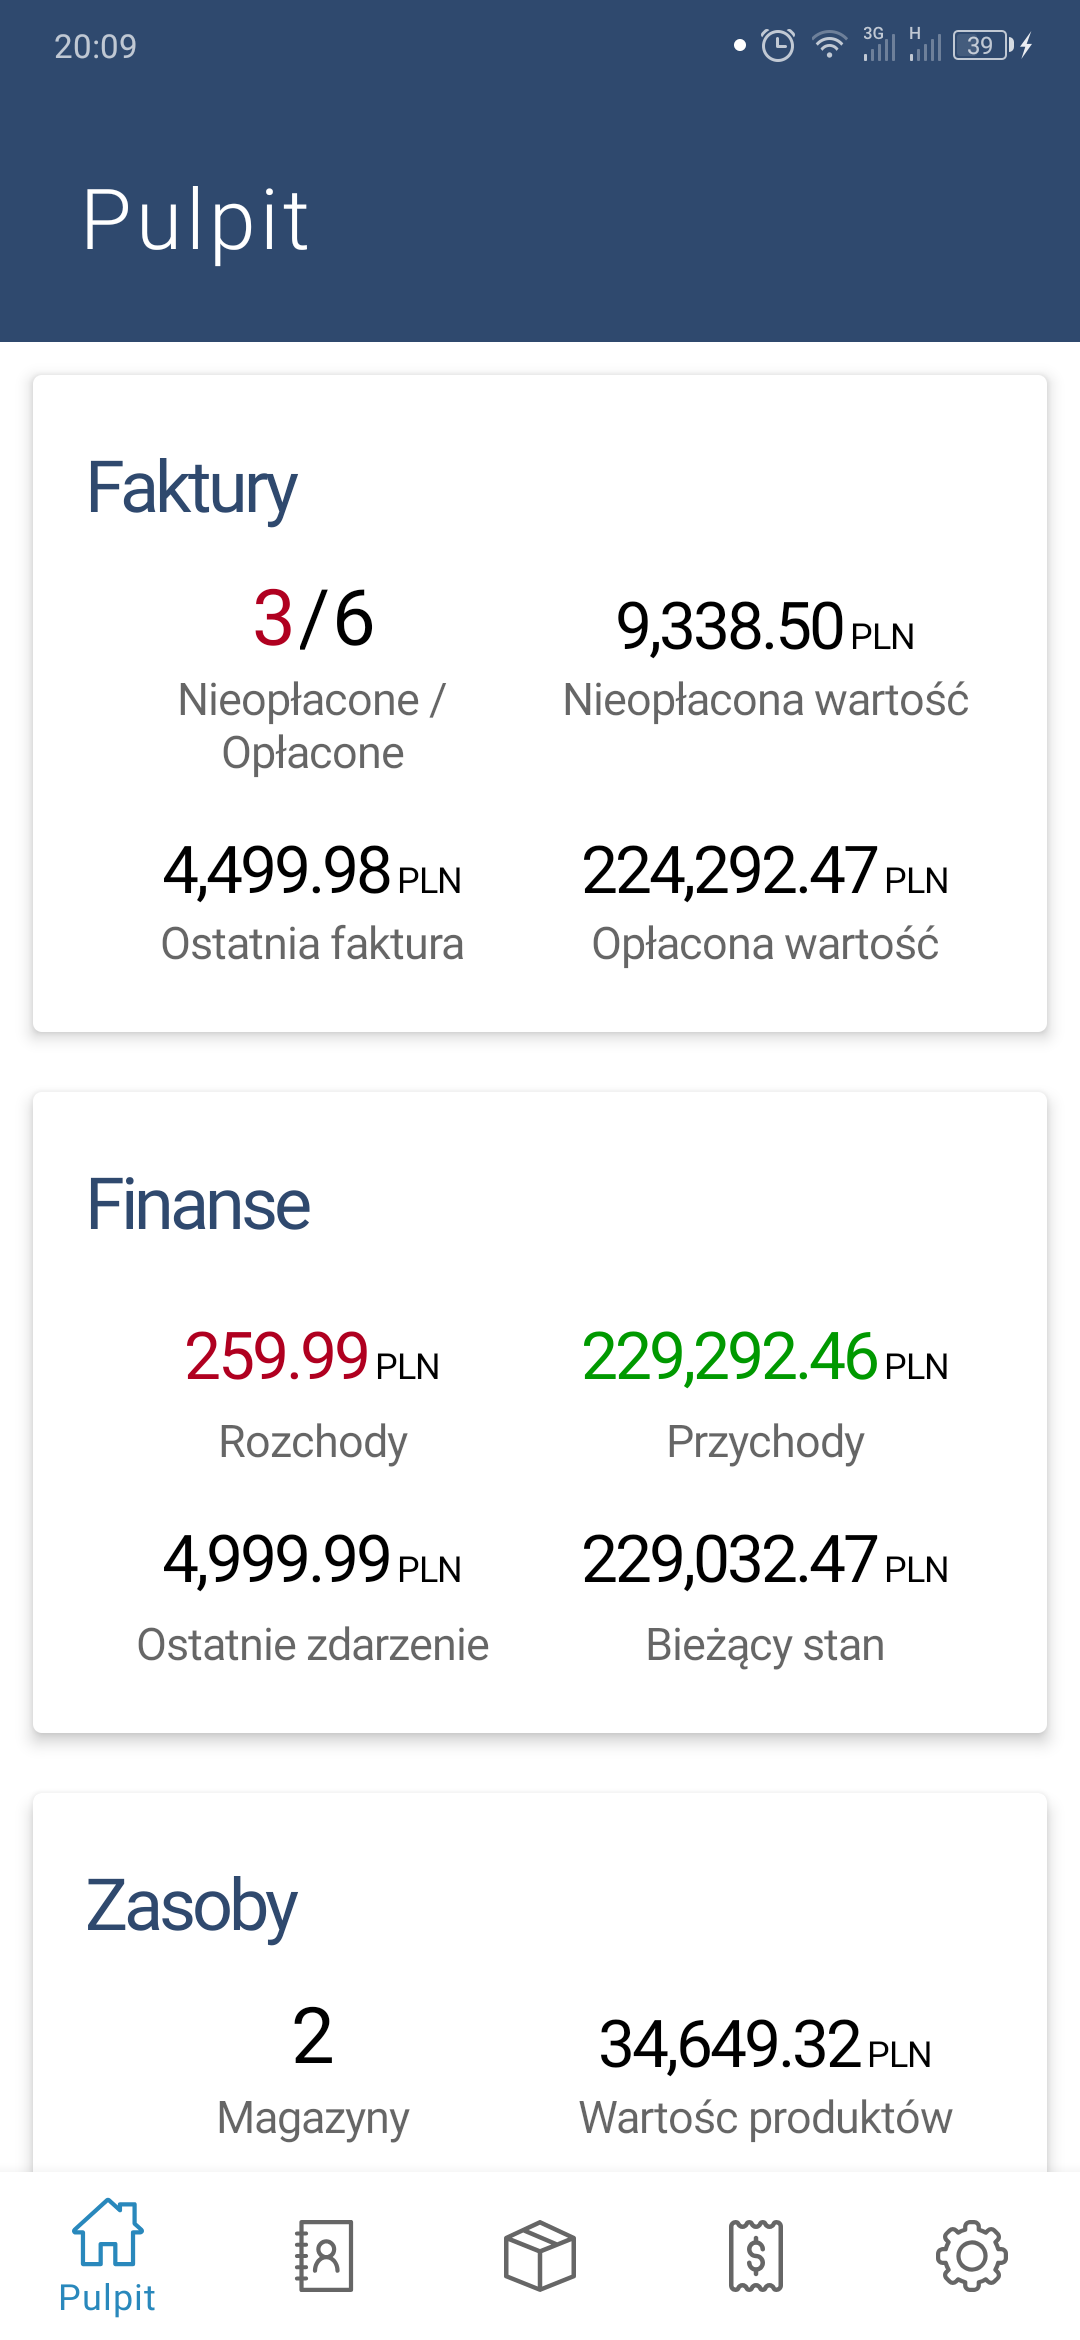 20:09
3G H 39
Pulpit
Faktury
3/6 9,338.50 PLN
Nieopłacone / Nieopłacona wartość
Opłacone
4,499.98 PLN 224,292.47 PLN
Ostatnia faktura Opłacona wartość
Finanse
259.99 PLN 229,292.46 PLN
Rozchody Przychody
4,999.99 PLN 229,032.47 PLN
Ostatnie zdarzenie Bieżący stan
Zasoby
2 34,649.32 PLN
Magazyny Wartośc produktów
Pulpit